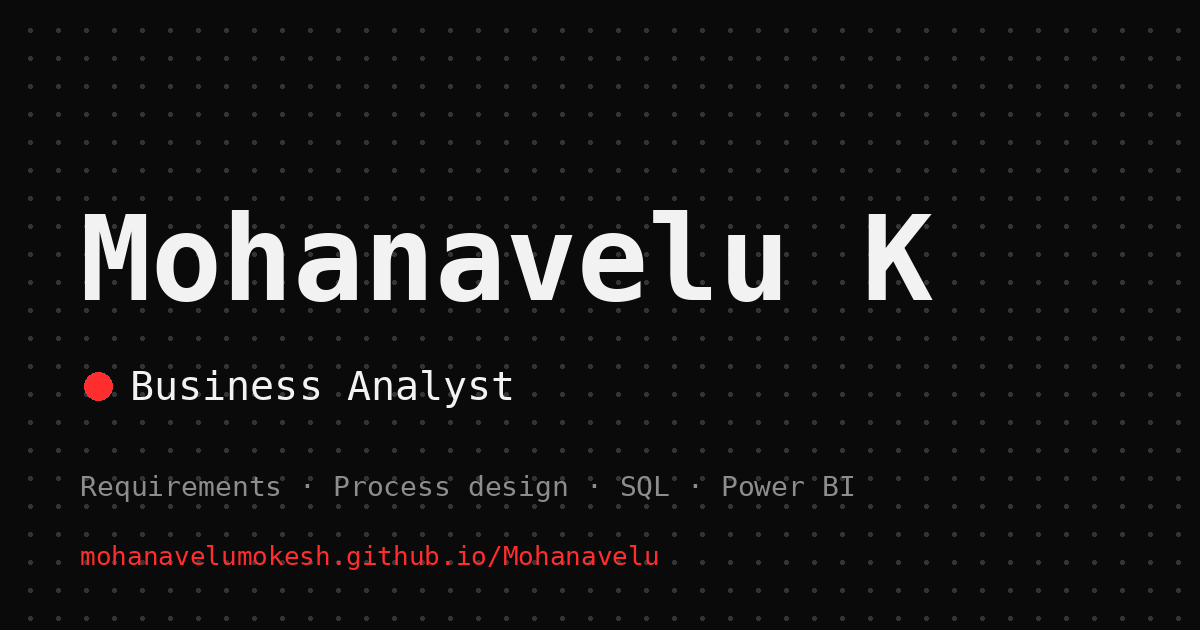 Mohanavelu K
Business Analyst
Requirements · Process design · SQL · Power BI
mohanavelumokesh.github.io/Mohanavelu